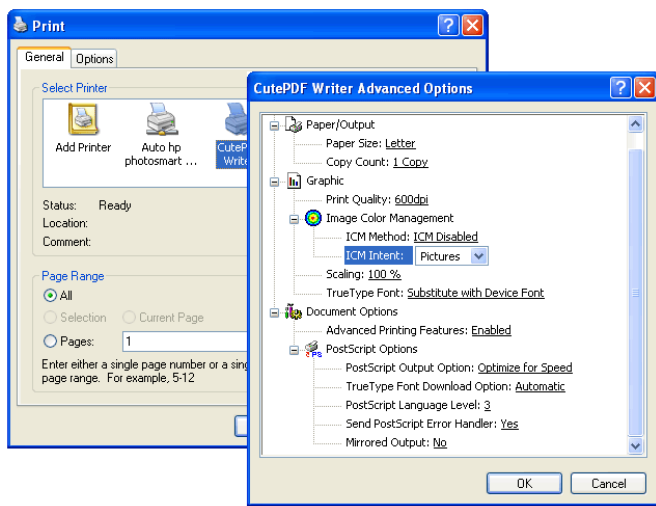 Print
General
Options
Select Printer
Add Printer
Auto hp
photosmart ...
Status: Ready
Location:
Comment:
Page Range
All
Selection
Current Page
Pages: 1
Enter either a single page number or a
page range. For example, 5-12
CutePDF Writer Advanced Options
Paper/Output
Paper Size: Letter
Copy Count: 1 Copy
Graphic
Print Quality: 600dpi
Image Color Management
ICM Method: ICM Disabled
ICM Intent: Pictures
Scaling: 100 %
TrueType Font: Substitute with Device Font
Document Options
Advanced Printing Features: Enabled
PostScript Options
PostScript Output Option: Optimize for Speed
TrueType Font Download Option: Automatic
PostScript Language Level: 3
Send PostScript Error Handler: Yes
Mirrored Output: No
OK
Cancel